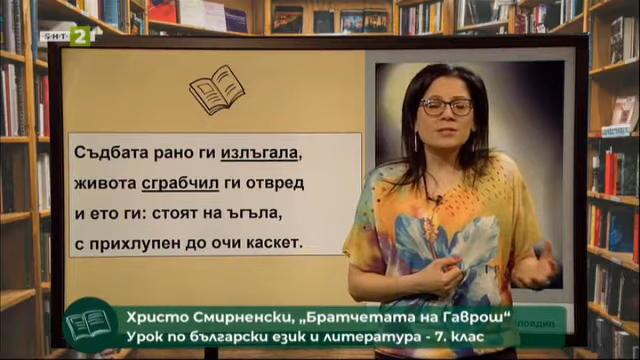 БНТ 2
Съдбата рано ги излъгала,
живота сграбчил ги отвред
и ето ги: стоят на ъгъла,
с прихлупен до очи каскет.
Христо Смирненски, „Братчетата на Гаврош“
Урок по български език и литература - 7. клас